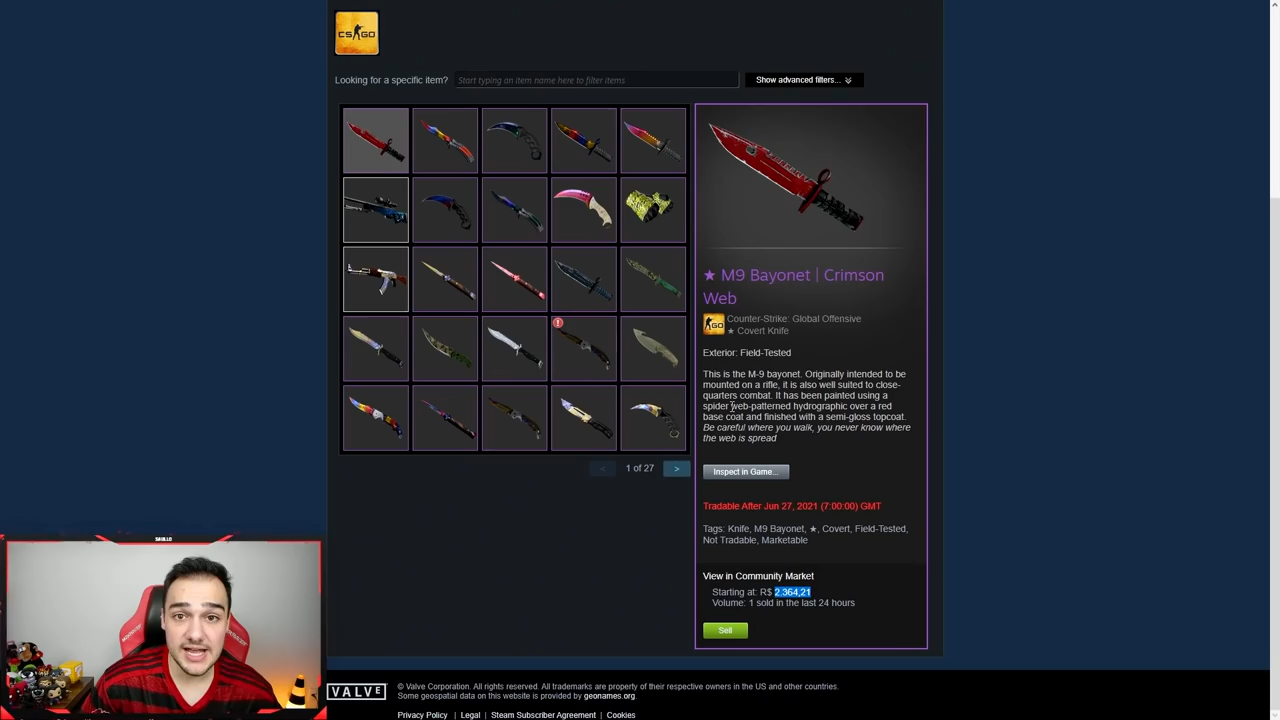 CS GO
Looking for a specific item?
Start typing an item name here to filter items
Show advanced filters...
★ M9 Bayonet | Crimson
Web
GO
Counter-Strike: Global Offensive
★ Covert Knife
Exterior: Field-Tested
This is the M-9 bayonet. Originally intended to be
mounted on a rifle, it is also well suited to close-
quarters combat. It has been painted using a
spider web-patterned hydrographic over a red
base coat and finished with a semi-gloss topcoat.
Be careful where you walk, you never know where
the web is spread
!
< 1 of 27 >
Inspect in Game...
Tradable After Jun 27, 2021 (7:00:00) GMT
Tags: Knife, M9 Bayonet, ★, Covert, Field-Tested,
Not Tradable, Marketable
View in Community Market
Starting at: R$ 2.364,21
Volume: 1 sold in the last 24 hours
Sell
SAULLO
VALVE
© Valve Corporation. All rights reserved. All trademarks are property of their respective owners in the US and other countries.
Some geospatial data on this website is provided by geonames.org.
Privacy Policy | Legal | Steam Subscriber Agreement | Cookies